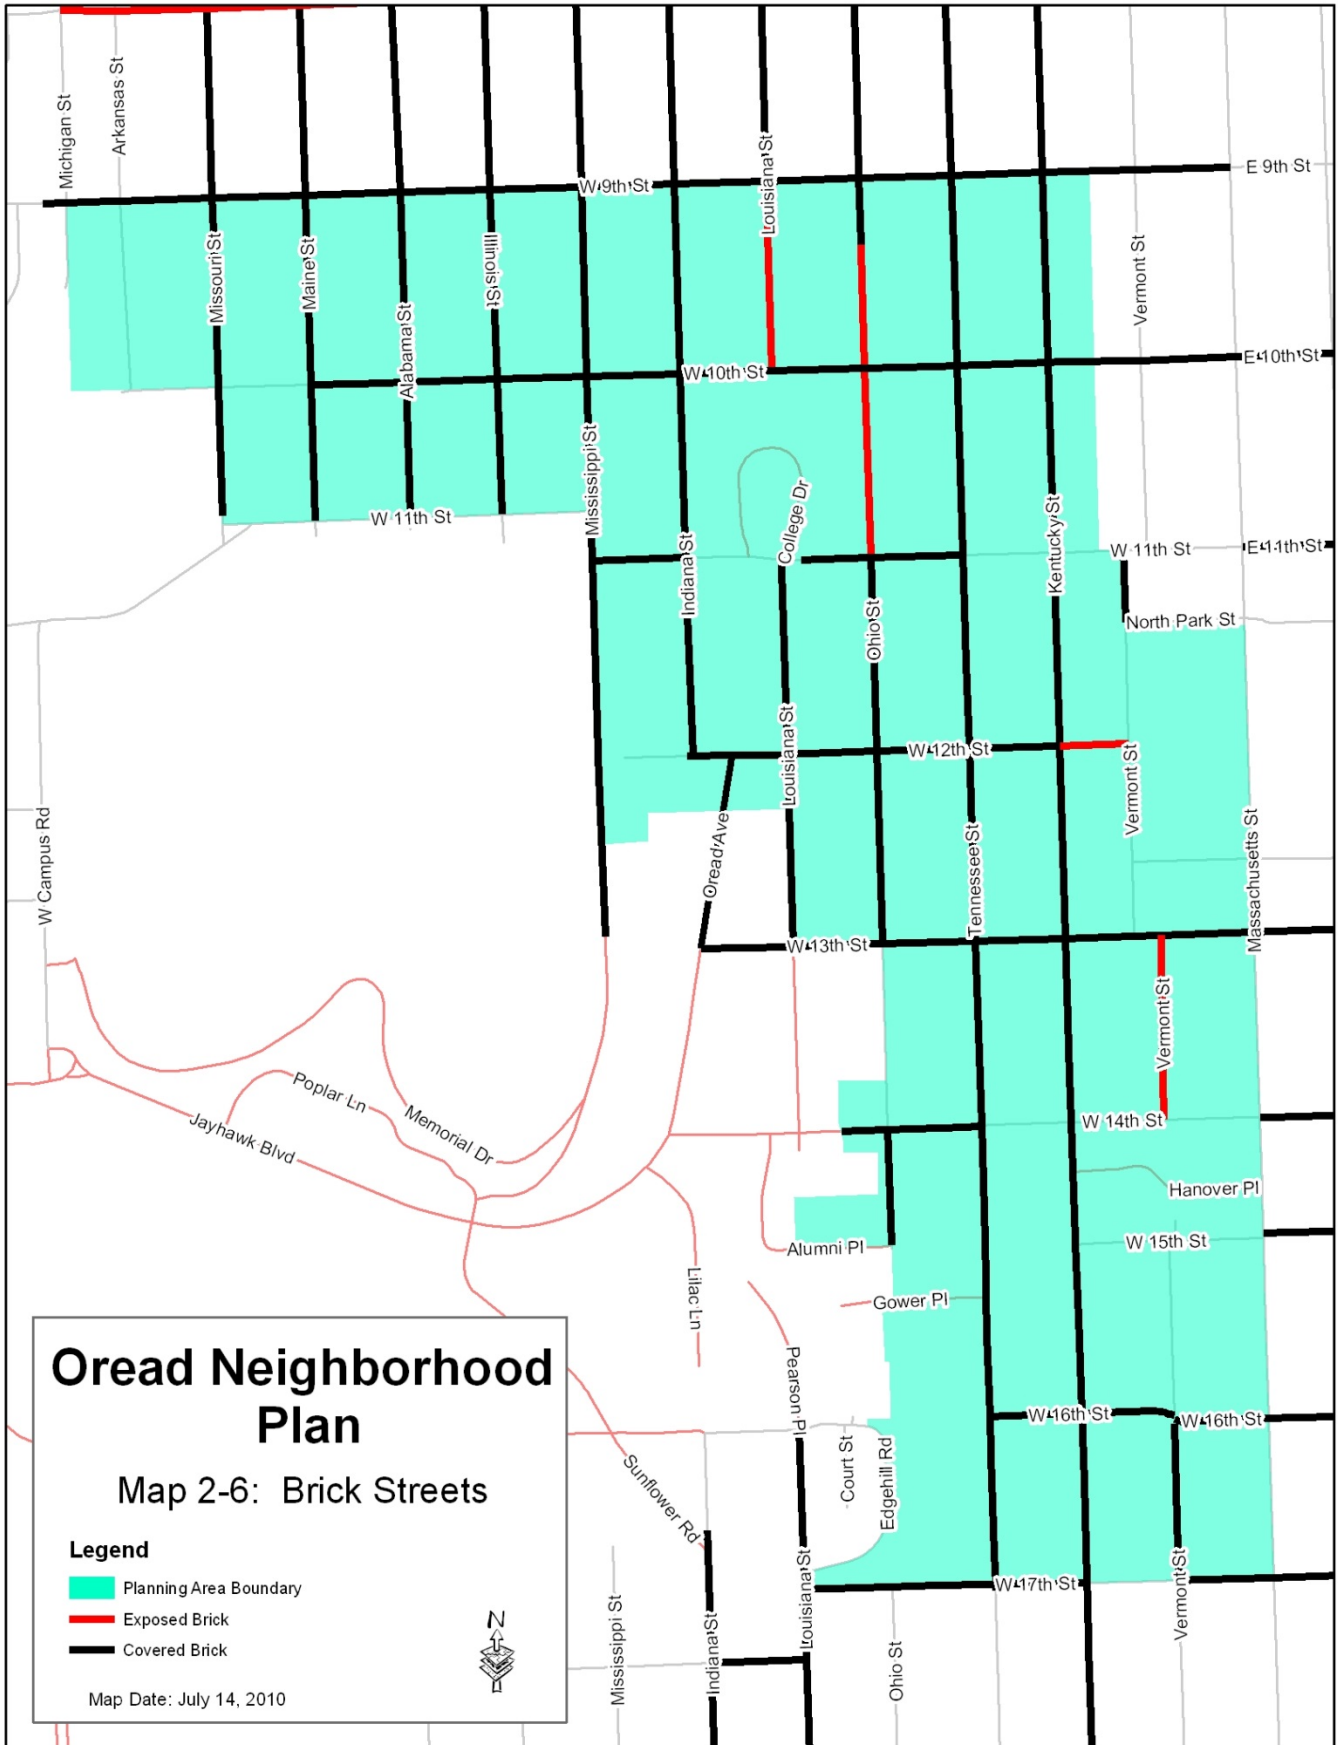 Michigan St
Arkansas St
Louisiana St
E 9th St
W 9th St
Missouri St
Maine St
Alabama St
Illinois St
Louisiana St
Vermont St
E 10th St
W 10th St
Mississippi St
W 11th St
Indiana St
College Dr
Ohio St
Kentucky St
W 11th St
E 11th St
North Park St
W 12th St
Louisiana St
Vermont St
Oread Ave
Tennessee St
Massachusetts St
W Campus Rd
W 13th St
Vermont St
Poplar Ln
Memorial Dr
Jayhawk Blvd
W 14th St
Hanover Pl
W 15th St
Alumni Pl
Lilac Ln
Gower Pl
Pearson Pl
W 16th St
W 16th St
Court St
Edgehill Rd
Sunflower Rd
W 17th St
Louisiana St
Vermont St
Mississippi St
Indiana St
Ohio St
Oread Neighborhood
Plan
Map 2-6: Brick Streets
Legend
Planning Area Boundary
Exposed Brick
Covered Brick
N
Map Date: July 14, 2010